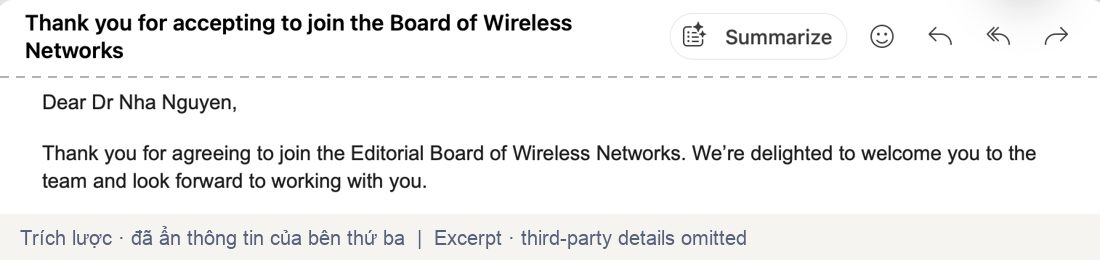 Thank you for accepting to join the Board of Wireless
Networks
Summarize
Dear Dr Nha Nguyen,
Thank you for agreeing to join the Editorial Board of Wireless Networks. We’re delighted to welcome you to the
team and look forward to working with you.
Trích lược · đã ẩn thông tin của bên thứ ba | Excerpt · third-party details omitted